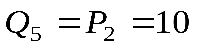 Q₅ = P₂ = 10